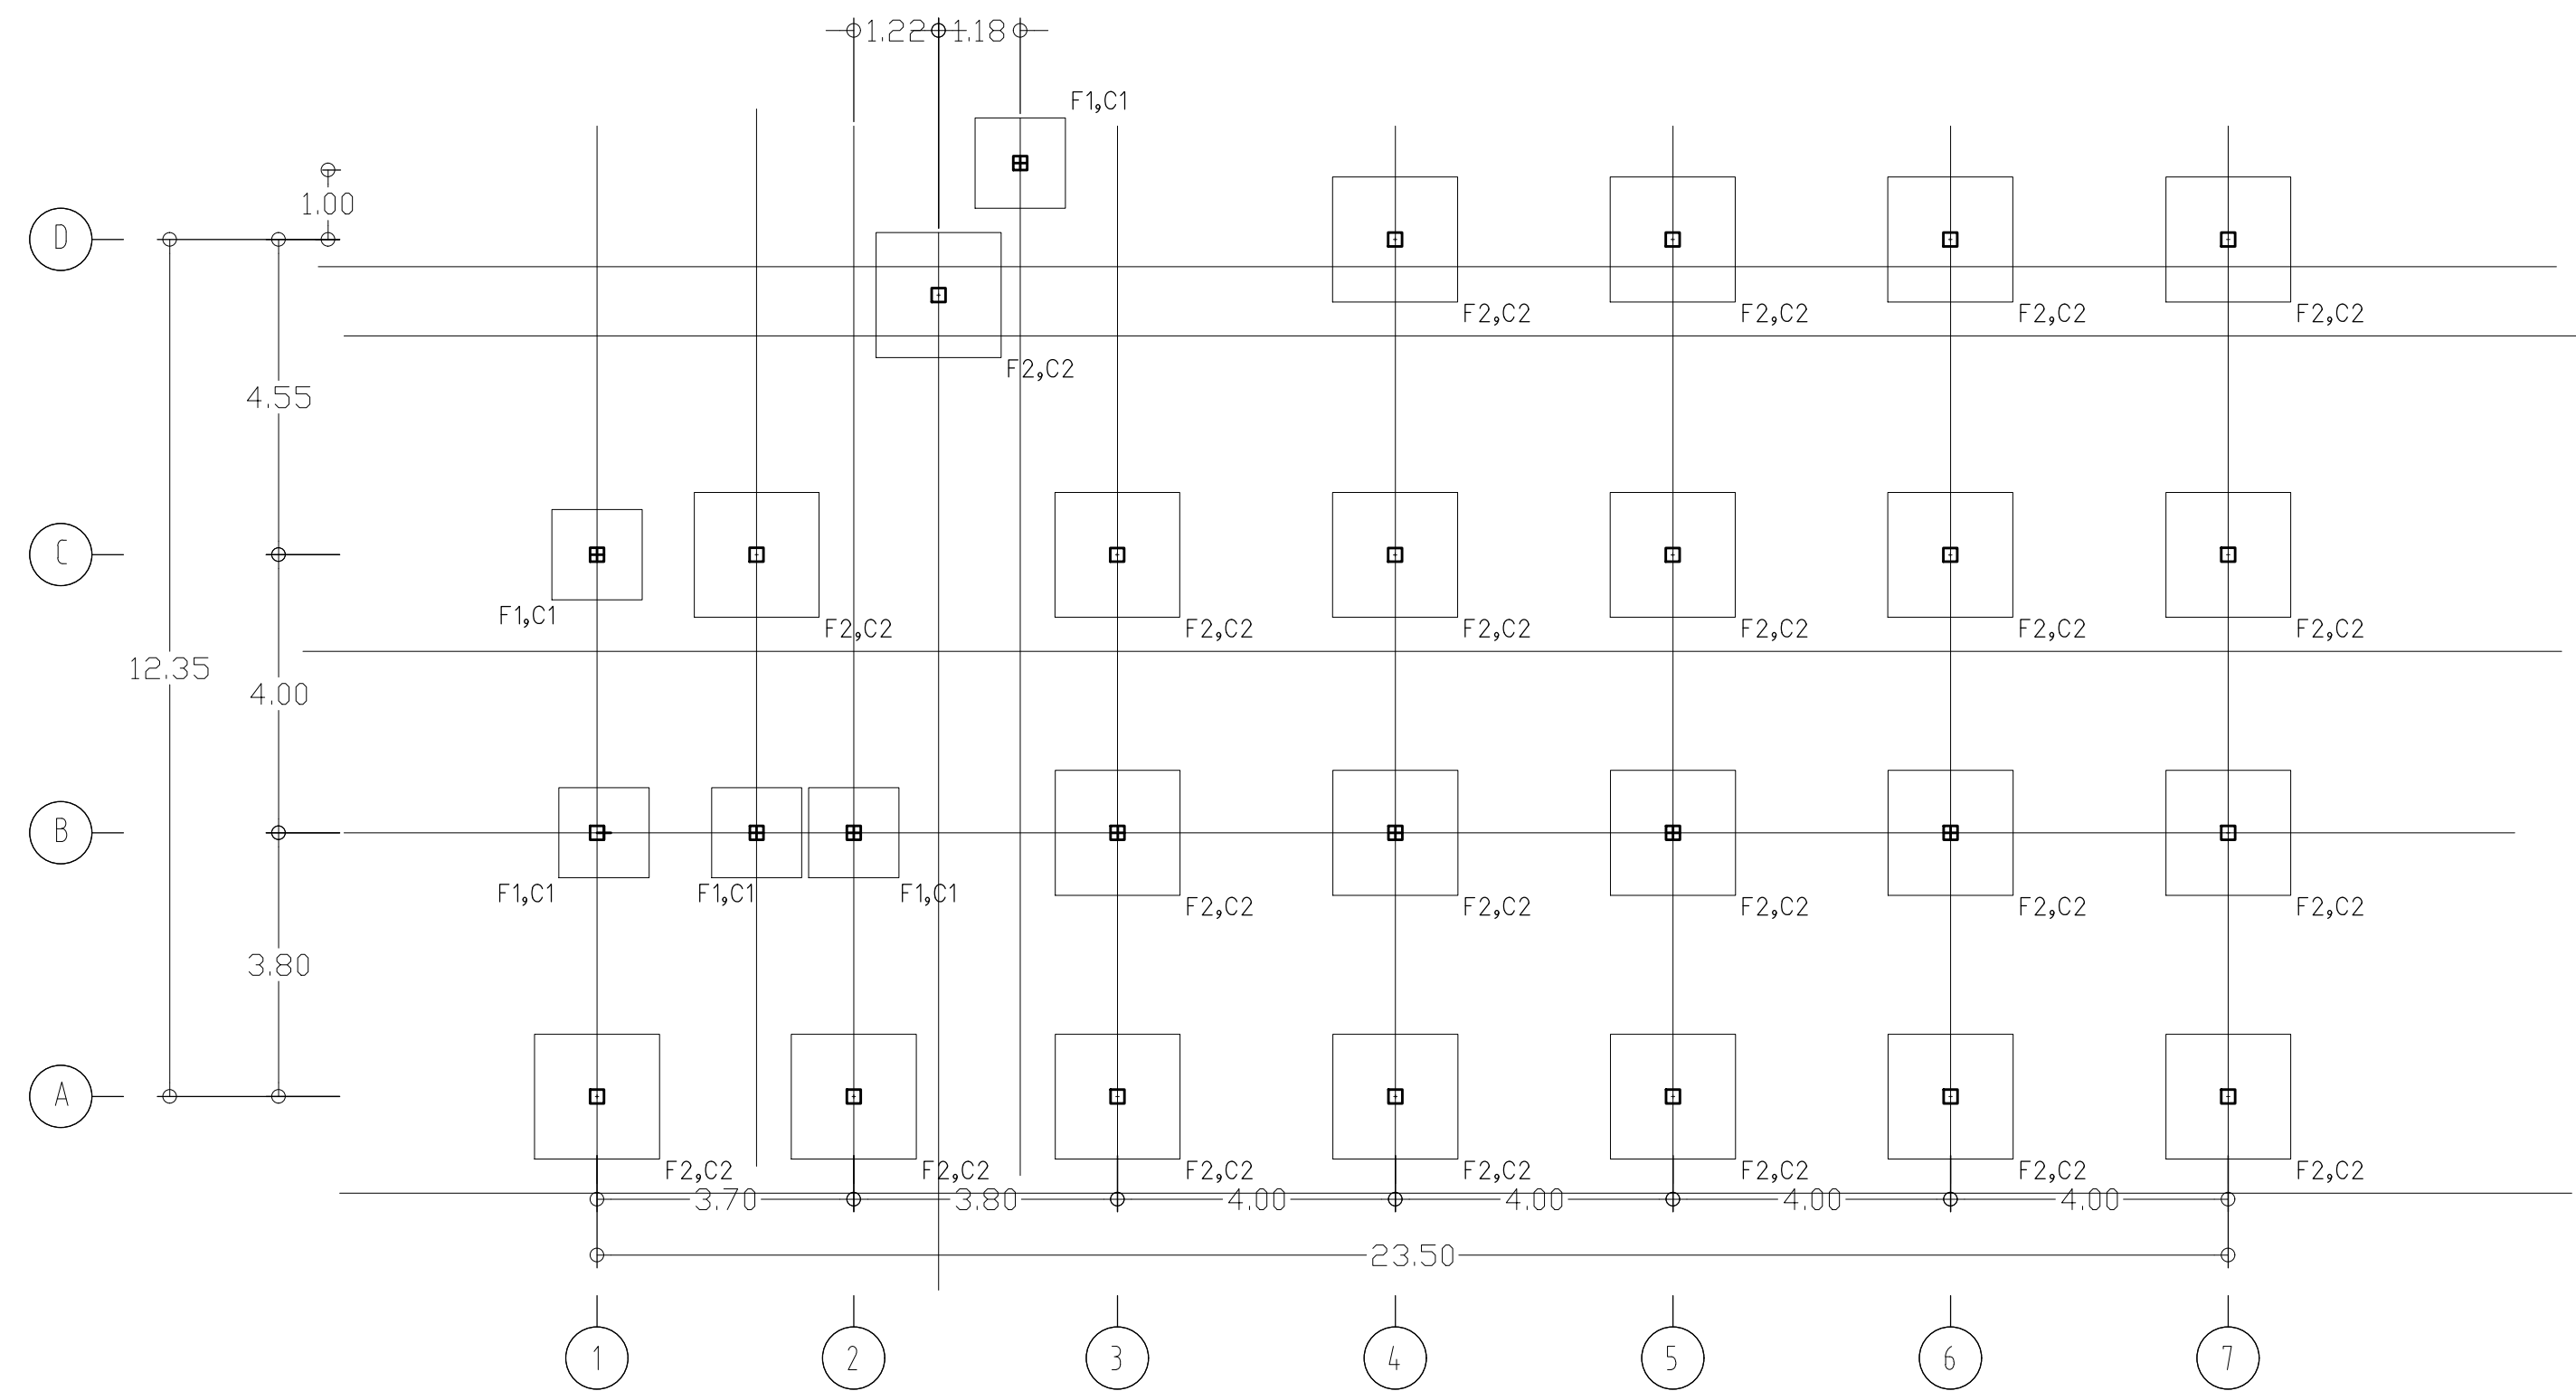 1.22 1.18
F1,C1
1.00
D
F2,C2 F2,C2 F2,C2 F2,C2
F2,C2
4.55
C
F1,C1
F2,C2 F2,C2 F2,C2 F2,C2 F2,C2 F2,C2
12.35
4.00
B
F1,C1 F1,C1 F1,C1
F2,C2 F2,C2 F2,C2 F2,C2 F2,C2
3.80
A
F2,C2 F2,C2 F2,C2 F2,C2 F2,C2 F2,C2 F2,C2
3.70 3.80 4.00 4.00 4.00 4.00
23.50
1 2 3 4 5 6 7